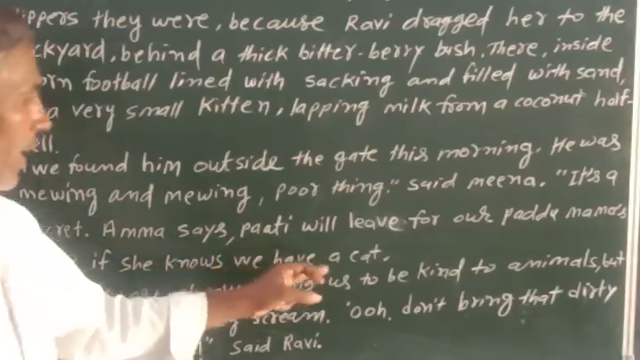 ippers they were, because Ravi dragged her to the
ckyard, behind a thick bitter-berry bush. There, inside
orn football lined with sacking and filled with sand,
a very small Kitten, lapping milk from a coconut half-
ell.
we found him outside the gate this morning. He was
mewing and mewing, poor thing." said meena. "It's a
cret. Amma says, Paati will leave for our paddu mama's
if she knows we have a cat.
us to be kind to animals, but
scream. 'Ooh, don't bring that dirty
" said Ravi.